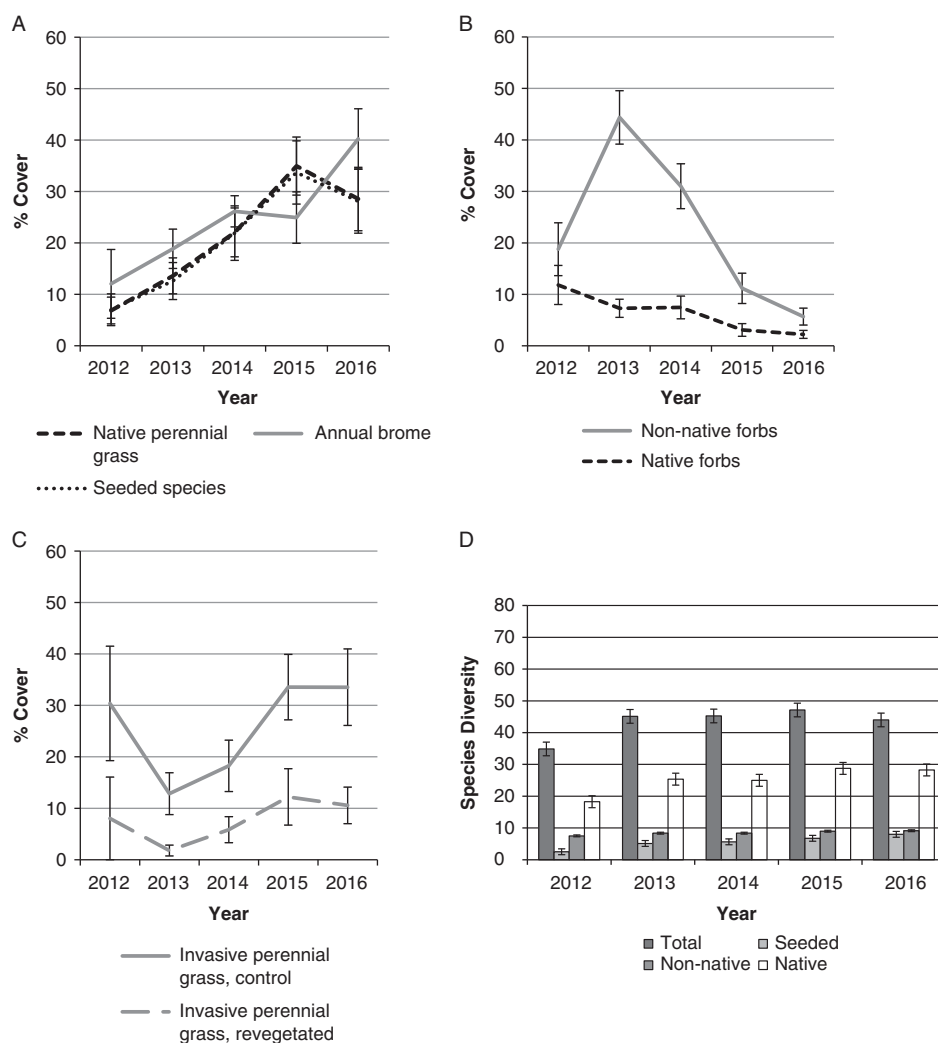 A
60
50
40
30
20
10
0
% Cover
2012 2013 2014 2015 2016
Year
Native perennial
grass
Annual brome
Seeded species
B
60
50
40
30
20
10
0
% Cover
2012 2013 2014 2015 2016
Year
Non-native forbs
Native forbs
C
60
50
40
30
20
10
0
% Cover
2012 2013 2014 2015 2016
Year
Invasive perennial
grass, control
Invasive perennial
grass, revegetated
D
80
70
60
50
40
30
20
10
0
Species Diversity
2012 2013 2014 2015 2016
Year
Total Seeded
Non-native Native